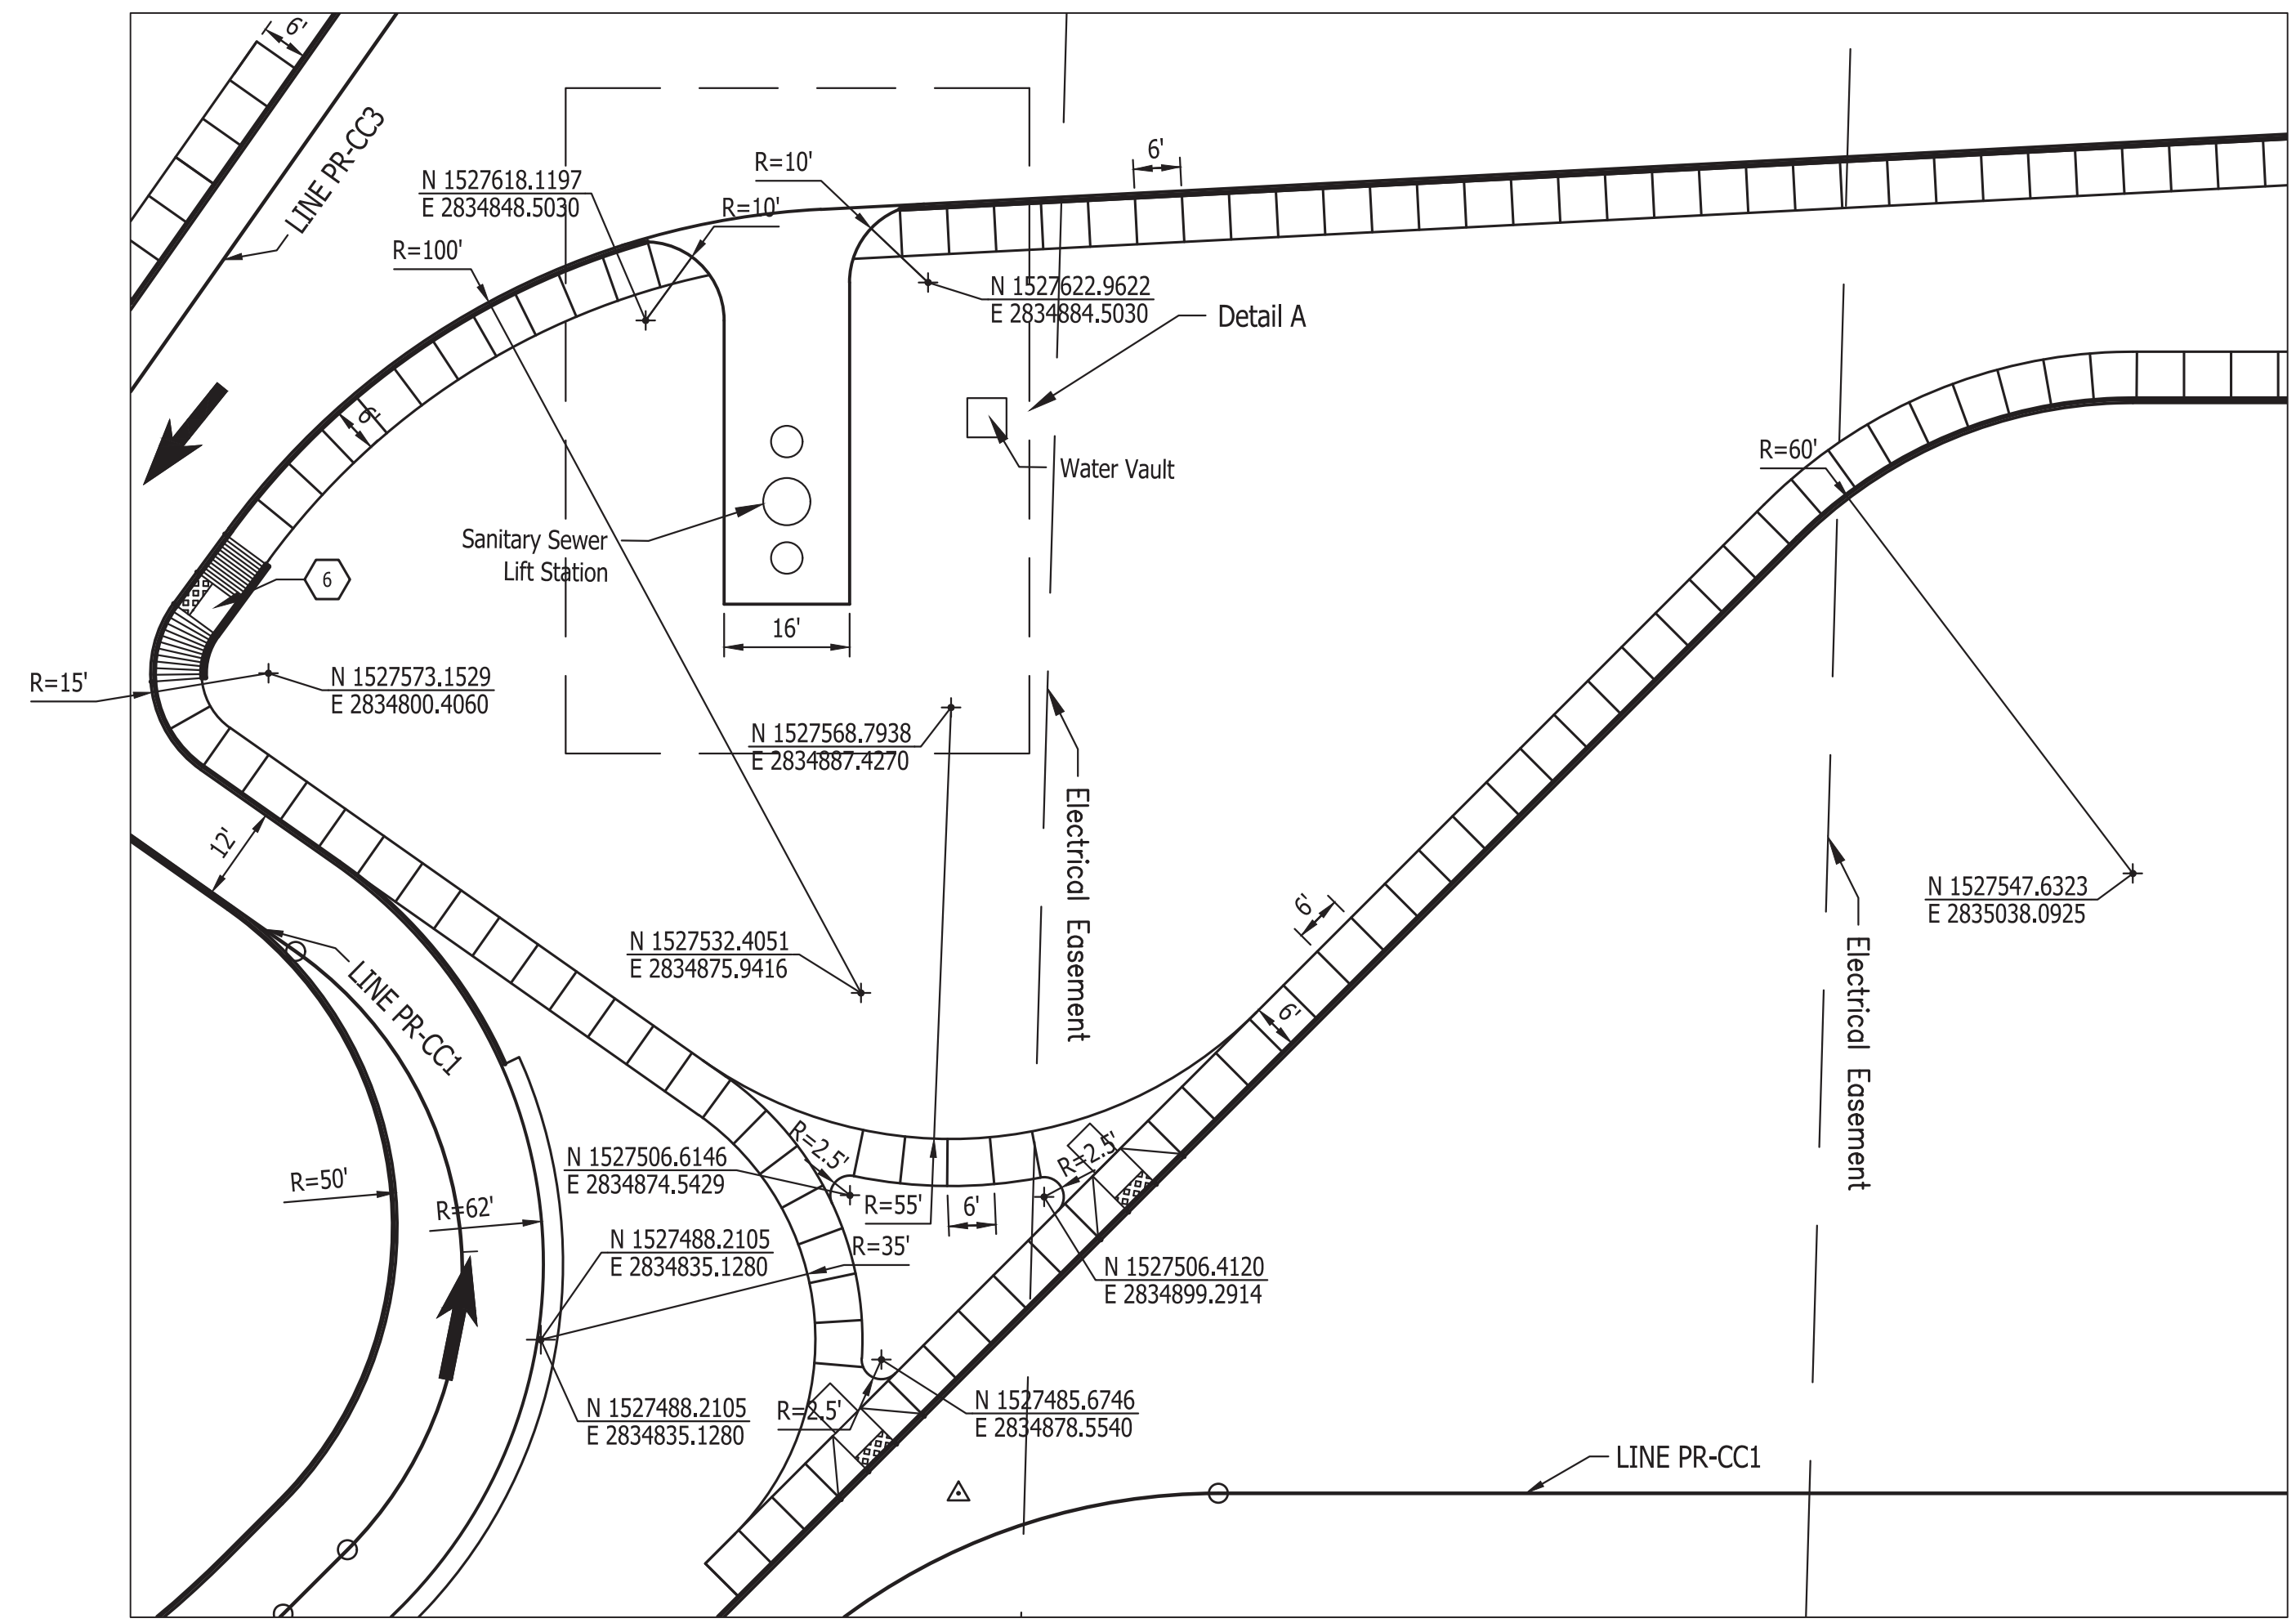 6'
LINE PR-CC3
N 1527618.1197
E 2834848.5030
R=10'
R=10'
6'
R=100'
N 1527622.9622
E 2834884.5030
Detail A
6'
Water Vault
R=60'
Sanitary Sewer
Lift Station
6
16'
R=15'
N 1527573.1529
E 2834800.4060
N 1527568.7938
E 2834887.4270
Electrical Easement
12'
N 1527547.6323
E 2835038.0925
6'
N 1527532.4051
E 2834875.9416
Electrical Easement
LINE PR-CC1
6'
R=2.5'
R=2.5'
N 1527506.6146
E 2834874.5429
R=50'
R=62'
R=55'
6'
N 1527488.2105
E 2834835.1280
R=35'
N 1527506.4120
E 2834899.2914
N 1527488.2105
E 2834835.1280
R=2.5'
N 1527485.6746
E 2834878.5540
LINE PR-CC1